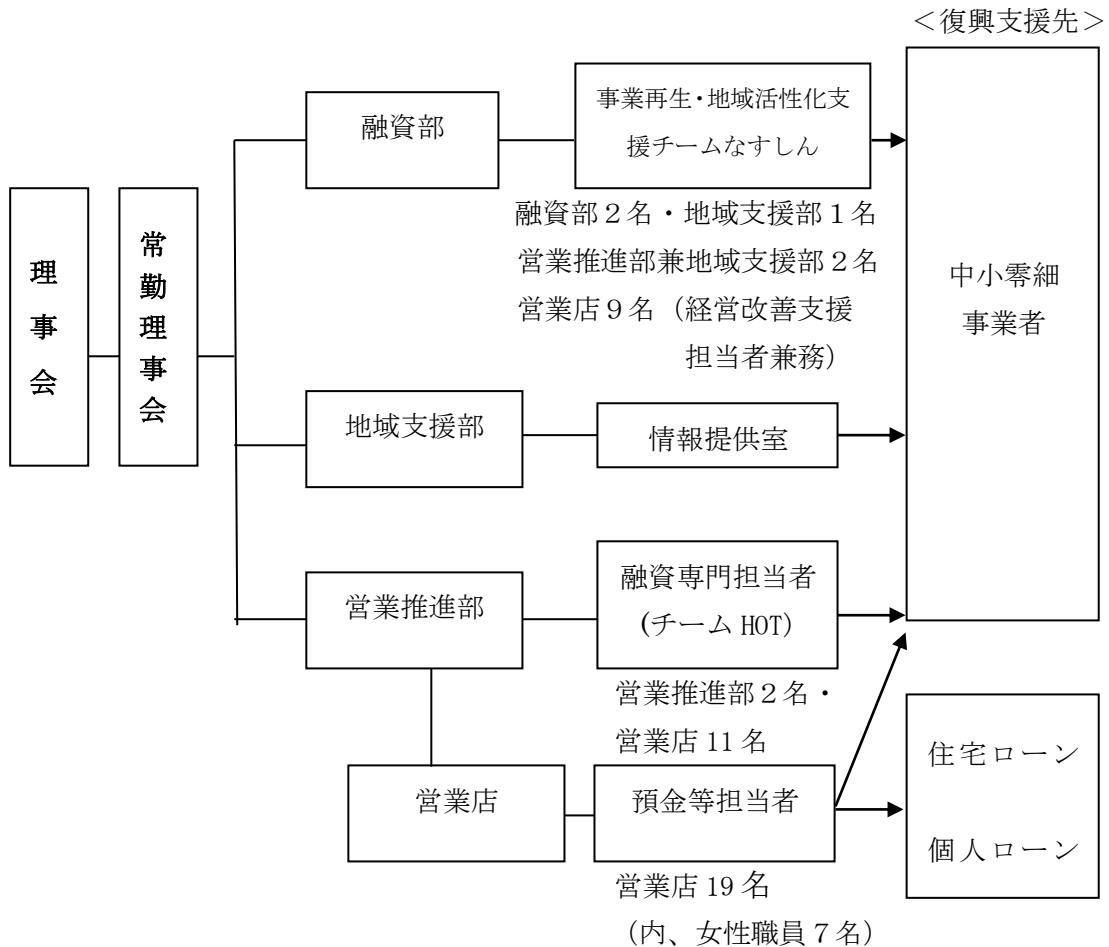 ＜復興支援先＞
理事会
常勤理事会
融資部
事業再生・地域活性化支
援チームなすしん
融資部２名・地域支援部１名
営業推進部兼地域支援部２名
営業店９名（経営改善支援
担当者兼務）
中小零細
事業者
地域支援部
情報提供室
営業推進部
融資専門担当者
(チーム HOT)
営業推進部２名・
営業店 11 名
営業店
預金等担当者
営業店 19 名
（内、女性職員７名）
住宅ローン
個人ローン